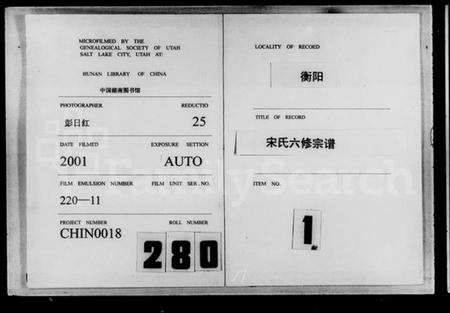 MICROFILMED BY THE
GENEALOGICAL SOCIETY OF UTAH
SALT LAKE CITY, UTAH AT:
HUNAN LIBRARY OF CHINA
中国湖南图书馆
PHOTOGRAPHER REDUCTIO
彭日红 25
DATE FILMED EXPOSURE SETTION
2001 AUTO
FILM EMULSION NUMBER FILM UNIT SER. NO.
220—11
PROJECT NUMBER ROLL NUMBER
CHIN0018 280
LOCALITY OF RECOED
衡阳
TITLE OF RECORD
宋氏六修宗谱
ITEM NO.
1
FamilySearch